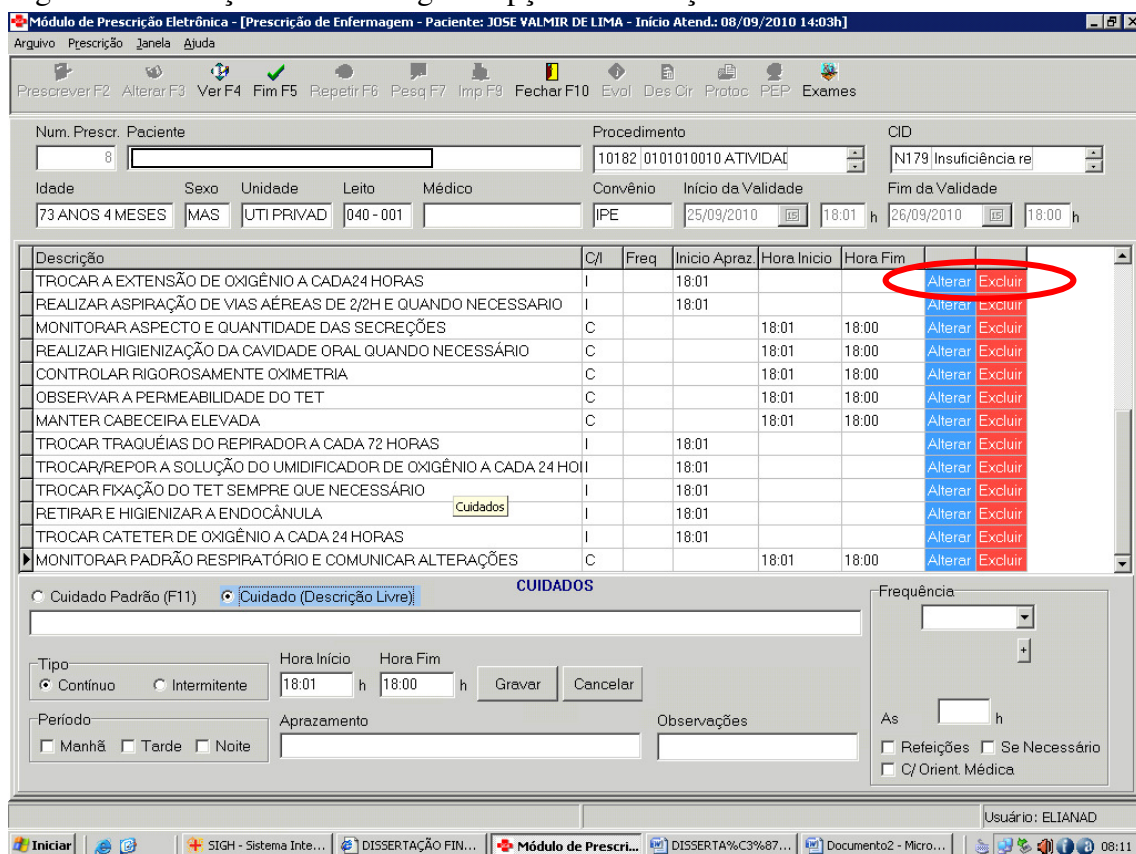 Módulo de Prescrição Eletrônica - [Prescrição de Enfermagem - Paciente: JOSE VALMIR DE LIMA - Início Atend.: 08/09/2010 14:03h]
Arquivo Prescrição Janela Ajuda
Prescrever F2 Alterar F3 Ver F4 Fim F5 Repetir F6 Pesq F7 Imp F9 Fechar F10 Evol Des Cir Protoc PEP Exames
Num. Prescr. Paciente Procedimento CID
8 10182 0101010010 ATIVIDAD N179 Insuficiência re
Idade Sexo Unidade Leito Médico Convênio Início da Validade Fim da Validade
73 ANOS 4 MESES MAS UTI PRIVAD 040 - 001 IPE 25/09/2010 15 18:01 h 26/09/2010 15 18:00 h
Descrição C/I Freq Inicio Apraz. Hora Inicio Hora Fim
TROCAR A EXTENSÃO DE OXIGÊNIO A CADA24 HORAS I 18:01 Alterar Excluir
REALIZAR ASPIRAÇÃO DE VIAS AÉREAS DE 2/2H E QUANDO NECESSARIO I 18:01 Alterar Excluir
MONITORAR ASPECTO E QUANTIDADE DAS SECREÇÕES C 18:01 18:00 Alterar Excluir
REALIZAR HIGIENIZAÇÃO DA CAVIDADE ORAL QUANDO NECESSÁRIO C 18:01 18:00 Alterar Excluir
CONTROLAR RIGOROSAMENTE OXIMETRIA C 18:01 18:00 Alterar Excluir
OBSERVAR A PERMEABILIDADE DO TET C 18:01 18:00 Alterar Excluir
MANTER CABECEIRA ELEVADA C 18:01 18:00 Alterar Excluir
TROCAR TRAQUÉIAS DO REPIRADOR A CADA 72 HORAS I 18:01 Alterar Excluir
TROCAR/REPOR A SOLUÇÃO DO UMIDIFICADOR DE OXIGÊNIO A CADA 24 HOI I 18:01 Alterar Excluir
TROCAR FIXAÇÃO DO TET SEMPRE QUE NECESSÁRIO I 18:01 Alterar Excluir
Cuidados
RETIRAR E HIGIENIZAR A ENDOCÂNULA I 18:01 Alterar Excluir
TROCAR CATETER DE OXIGÊNIO A CADA 24 HORAS I 18:01 Alterar Excluir
MONITORAR PADRÃO RESPIRATÓRIO E COMUNICAR ALTERAÇÕES C 18:01 18:00 Alterar Excluir
CUIDADOS
Cuidado Padrão (F11) Cuidado (Descrição Livre) Frequência
+
Tipo Hora Início Hora Fim
Contínuo Intermitente 18:01 h 18:00 h Gravar Cancelar
Período Aprazamento Observações As h
Manhã Tarde Noite Refeições Se Necessário
C/ Orient. Médica
Usuário: ELIANAD
Iniciar SIGH - Sistema Inte... DISSERTAÇÃO FIN... Módulo de Prescri... DISSERTA%C3%87... Documento2 - Micro... 08:11